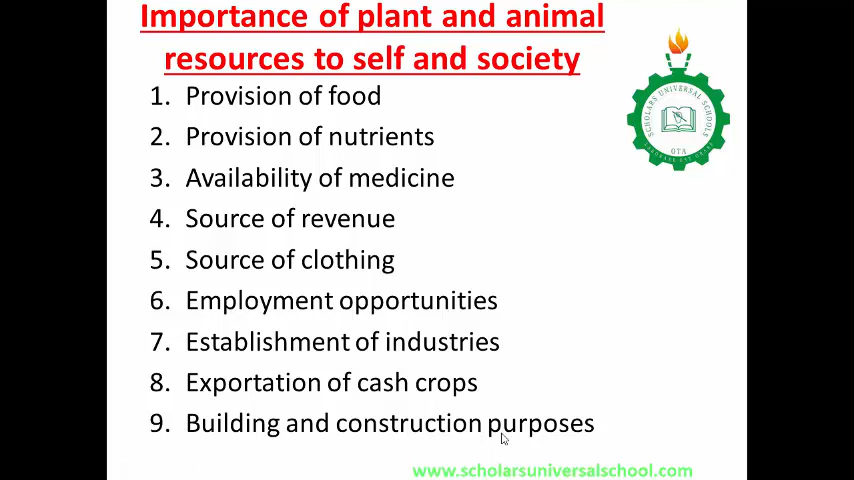 Importance of plant and animal
resources to self and society
1. Provision of food
2. Provision of nutrients
3. Availability of medicine
4. Source of revenue
5. Source of clothing
6. Employment opportunities
7. Establishment of industries
8. Exportation of cash crops
9. Building and construction purposes
SCHOLARS UNIVERSAL SCHOOLS
OTA
www.scholarsuniversalschool.com